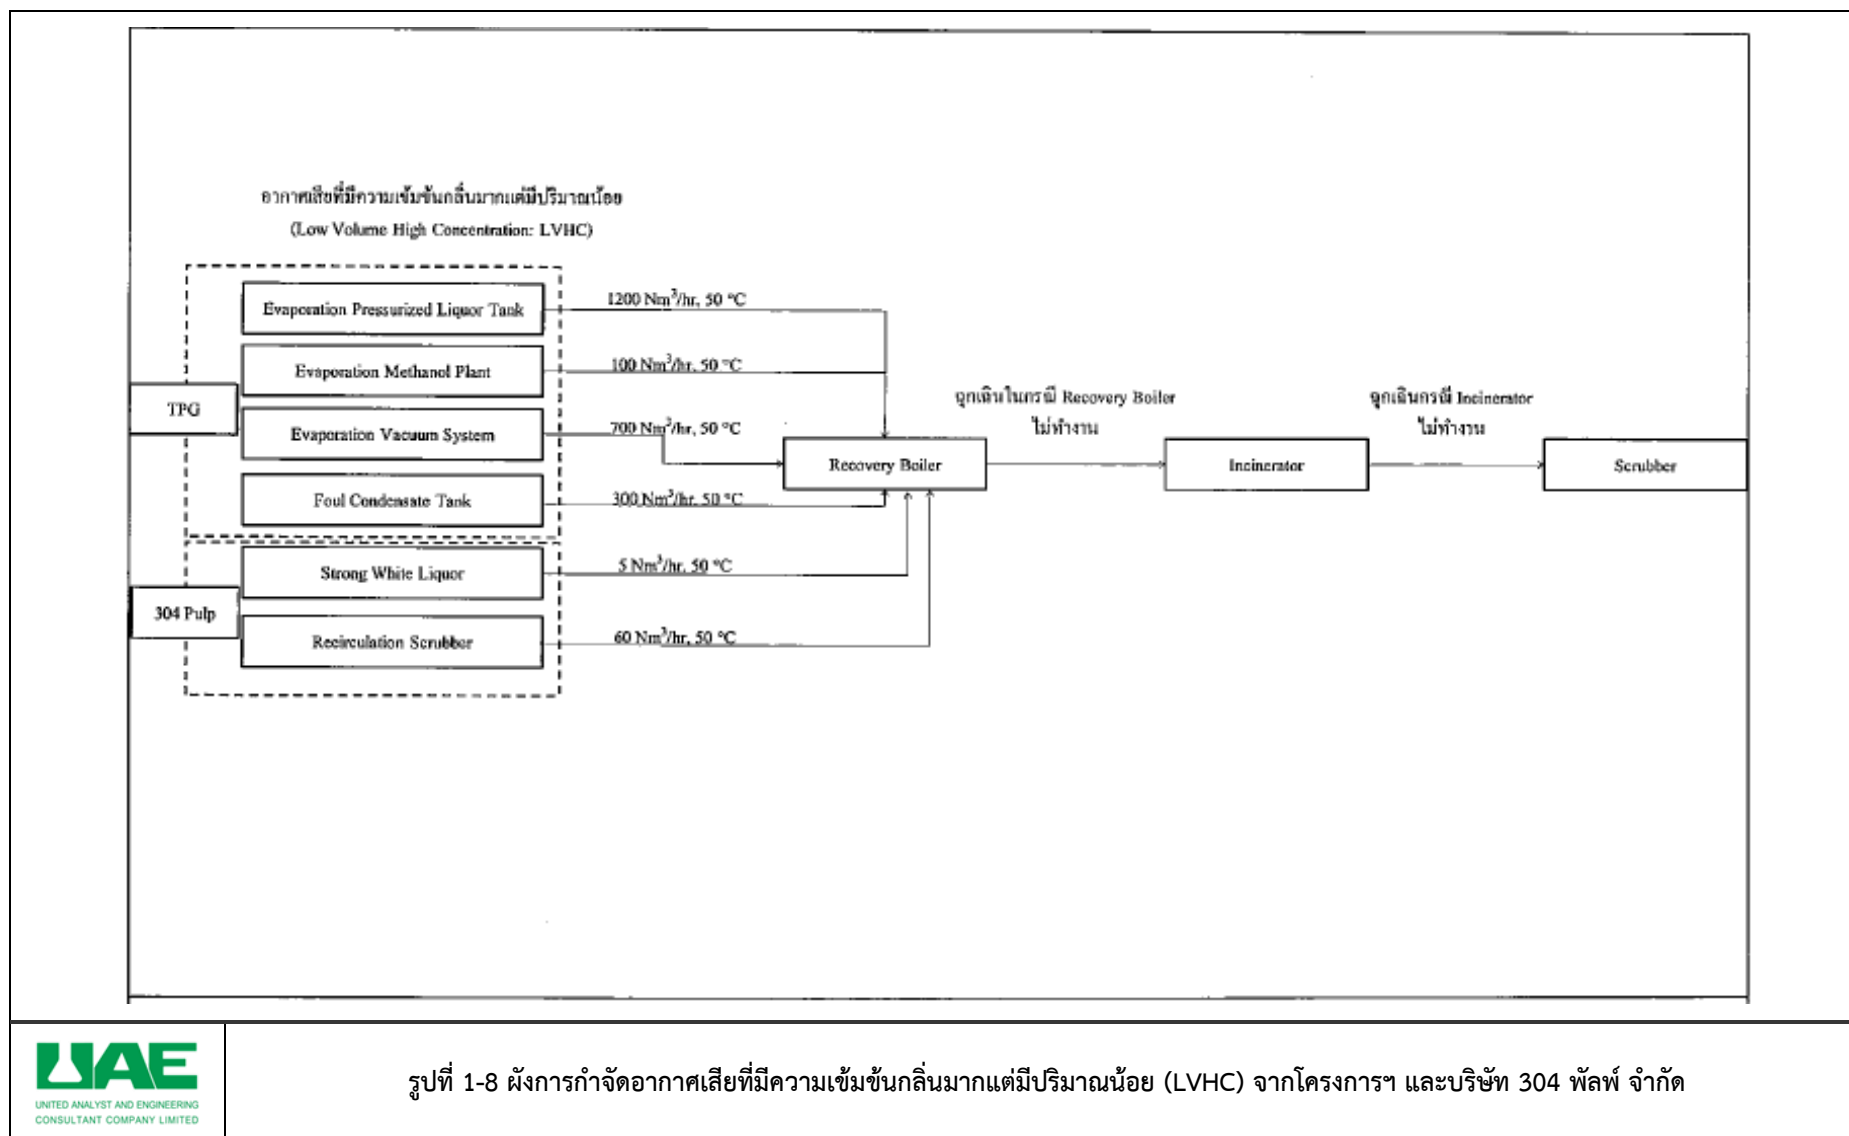 อากาศเสียที่มีความเข้มข้นกลิ่นมากแต่มีปริมาณน้อย
(Low Volume High Concentration: LVHC)
Evaporation Pressurized Liquor Tank
1200 Nm³/hr, 50 °C
Evaporation Methanol Plant
100 Nm³/hr, 50 °C
TPG
Evaporation Vacuum System
700 Nm³/hr, 50 °C
Foul Condensate Tank
300 Nm³/hr, 50 °C
Strong White Liquor
5 Nm³/hr, 50 °C
304 Pulp
Recirculation Scrubber
60 Nm³/hr, 50 °C
Recovery Boiler
ฉุกเฉินในกรณี Recovery Boiler
ไม่ทำงาน
Incinerator
ฉุกเฉินกรณี Incinerator
ไม่ทำงาน
Scrubber
UAE
UNITED ANALYST AND ENGINEERING
CONSULTANT COMPANY LIMITED
รูปที่ 1-8 ผังการกำจัดอากาศเสียที่มีความเข้มข้นกลิ่นมากแต่มีปริมาณน้อย (LVHC) จากโครงการฯ และบริษัท 304 พัลพ์ จำกัด